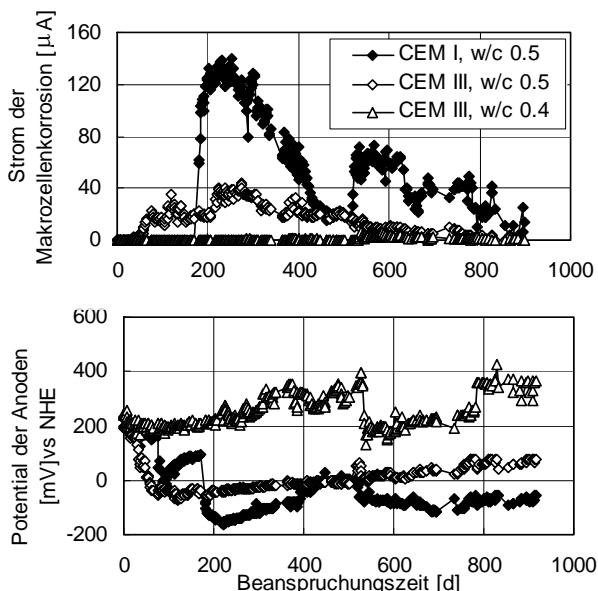 Strom der
Makrozellenkorrosion [µA]
160
120
80
40
0
CEM I, w/c 0.5
CEM III, w/c 0.5
CEM III, w/c 0.4
0 200 400 600 800 1000
Potential der Anoden
[mV]vs NHE
600
400
200
0
-200
0 200 400 600 800 1000
Beanspruchungszeit [d]